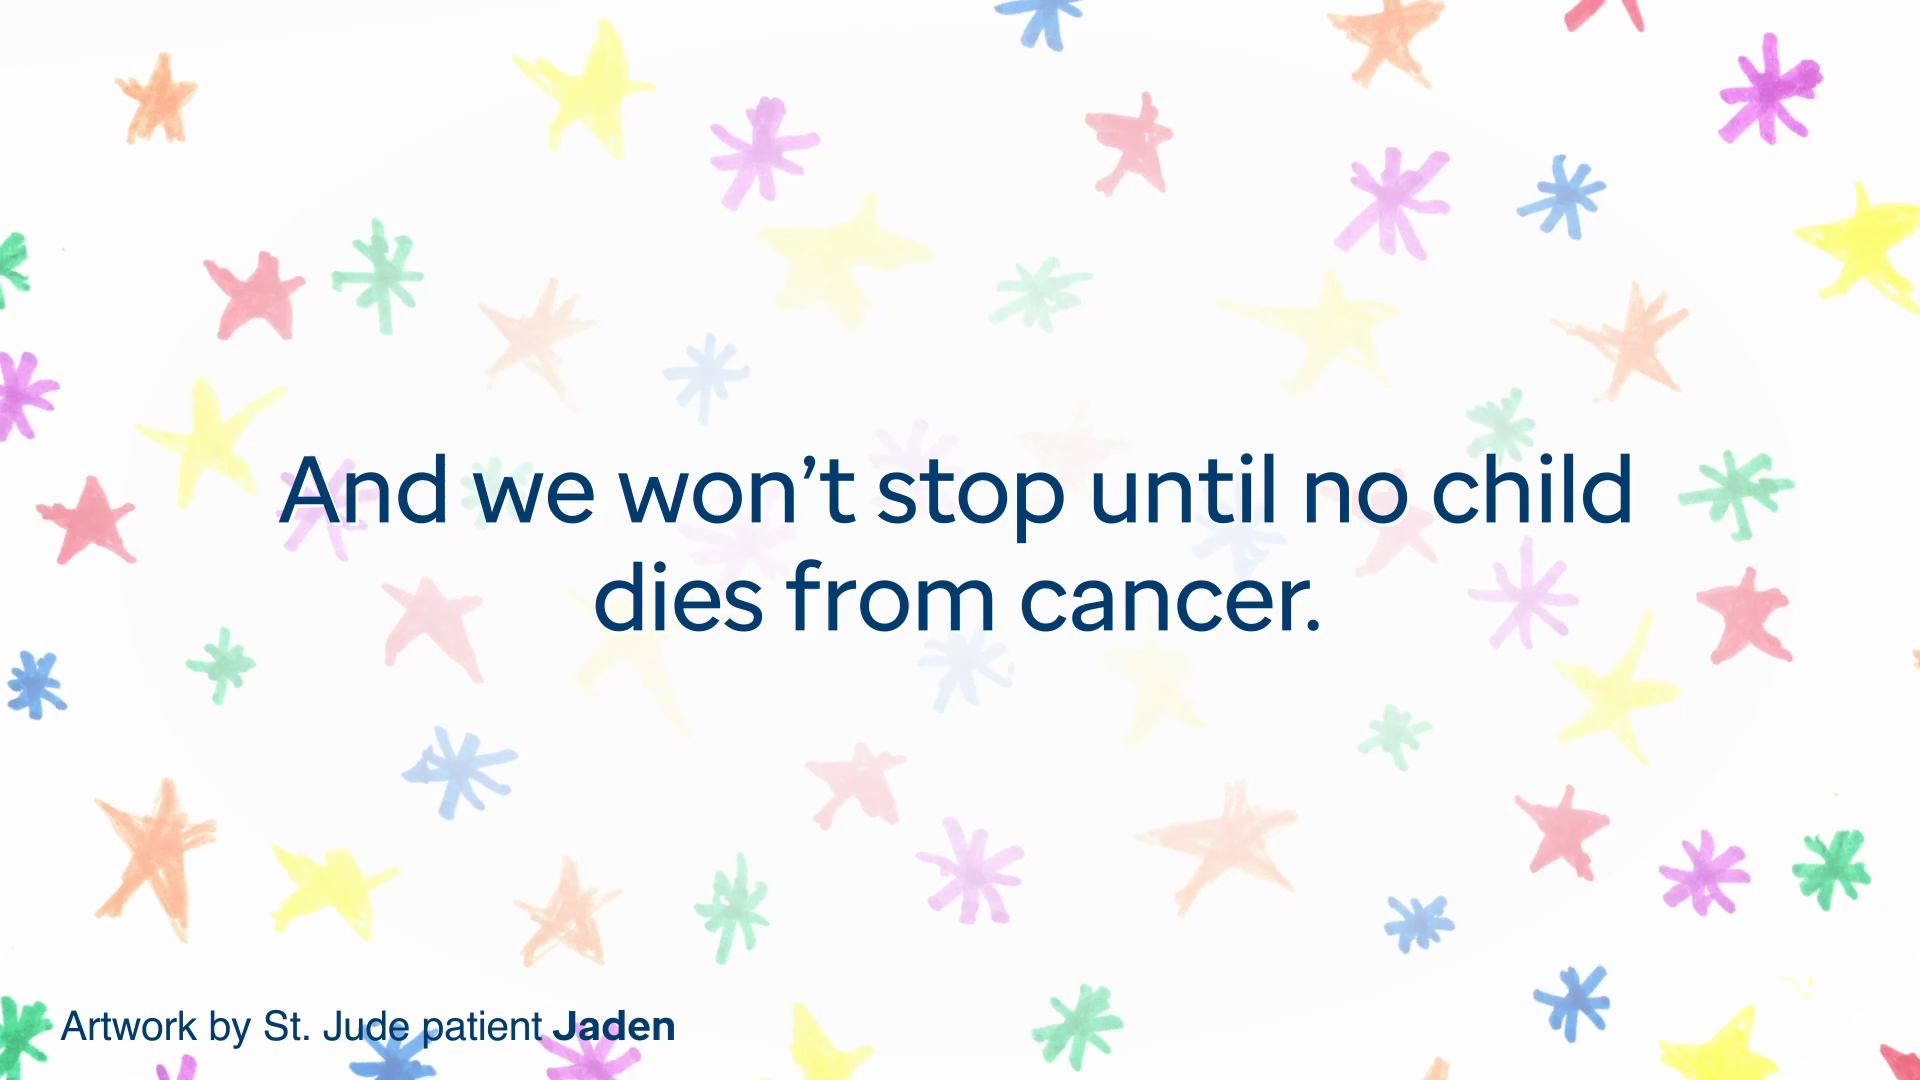 And we won’t stop until no child
dies from cancer.
Artwork by St. Jude patient Jaden